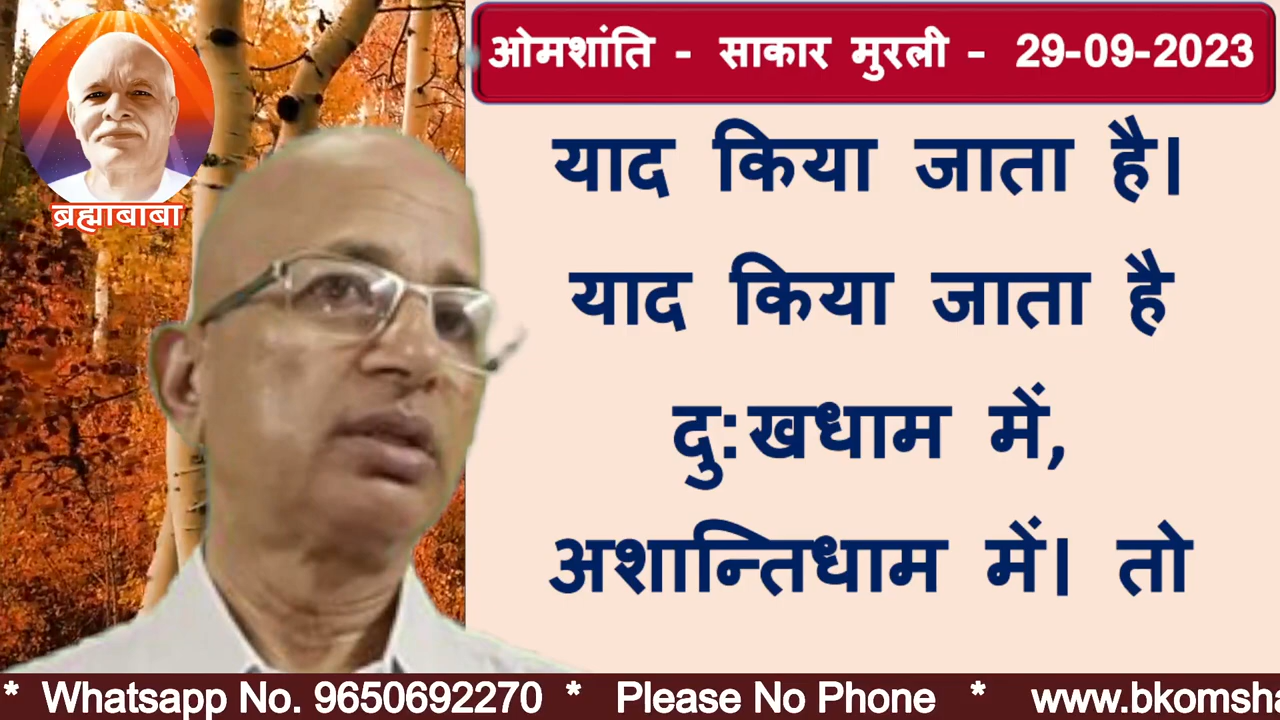 ओमशांति - साकार मुरली - 29-09-2023
ब्रह्माबाबा
याद किया जाता है।
याद किया जाता है
दु:खधाम में,
अशान्तिधाम में। तो
* Whatsapp No. 9650692270 * Please No Phone * www.bkomsha